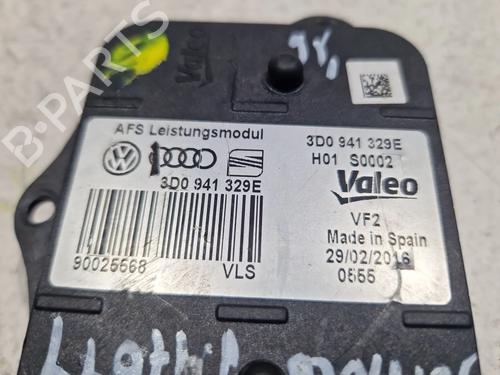 Valeo
AFS Leistungsmodul
3D0 941 329E
90025568
VLS
3D0 941 329E
H01 S0002
Valeo
VF2
Made in Spain
29/02/2016
0555
B-PARTS